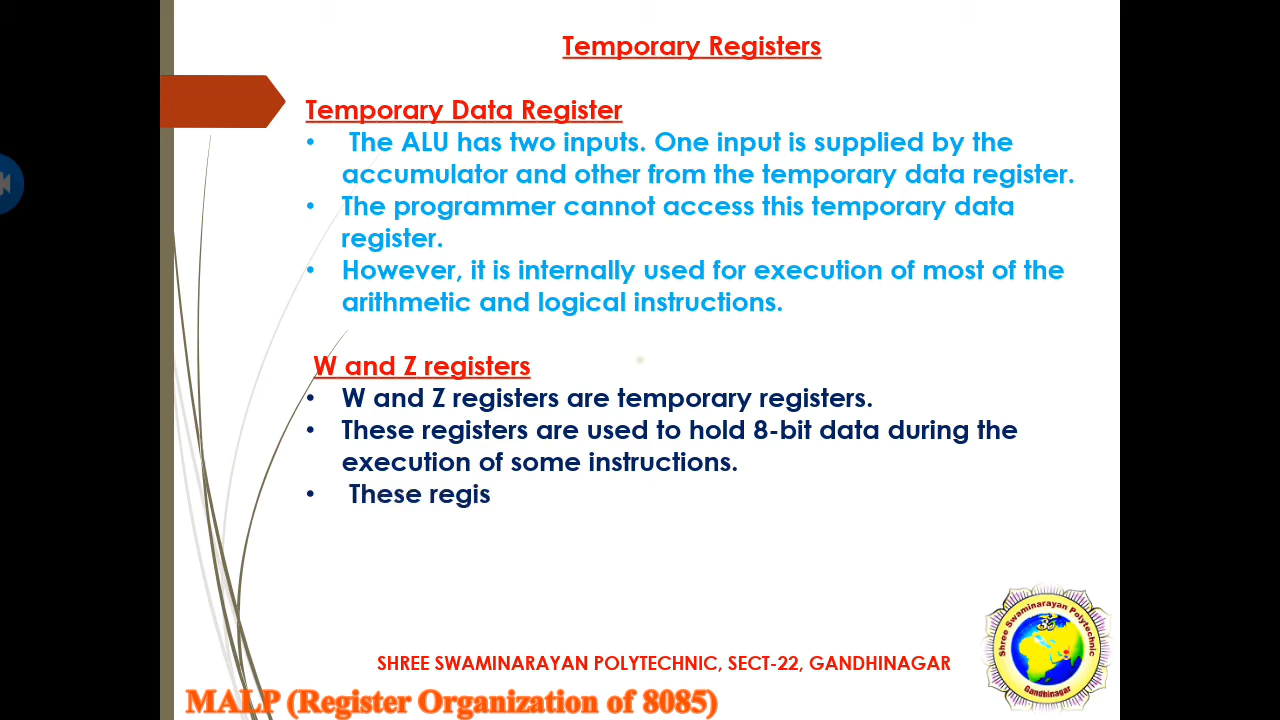 Temporary Registers
Temporary Data Register
• The ALU has two inputs. One input is supplied by the
accumulator and other from the temporary data register.
• The programmer cannot access this temporary data
register.
• However, it is internally used for execution of most of the
arithmetic and logical instructions.
W and Z registers
• W and Z registers are temporary registers.
• These registers are used to hold 8-bit data during the
execution of some instructions.
• These regis
Shree Swaminarayan Polytechnic
Gandhinagar
SHREE SWAMINARAYAN POLYTECHNIC, SECT-22, GANDHINAGAR
MALP (Register Organization of 8085)